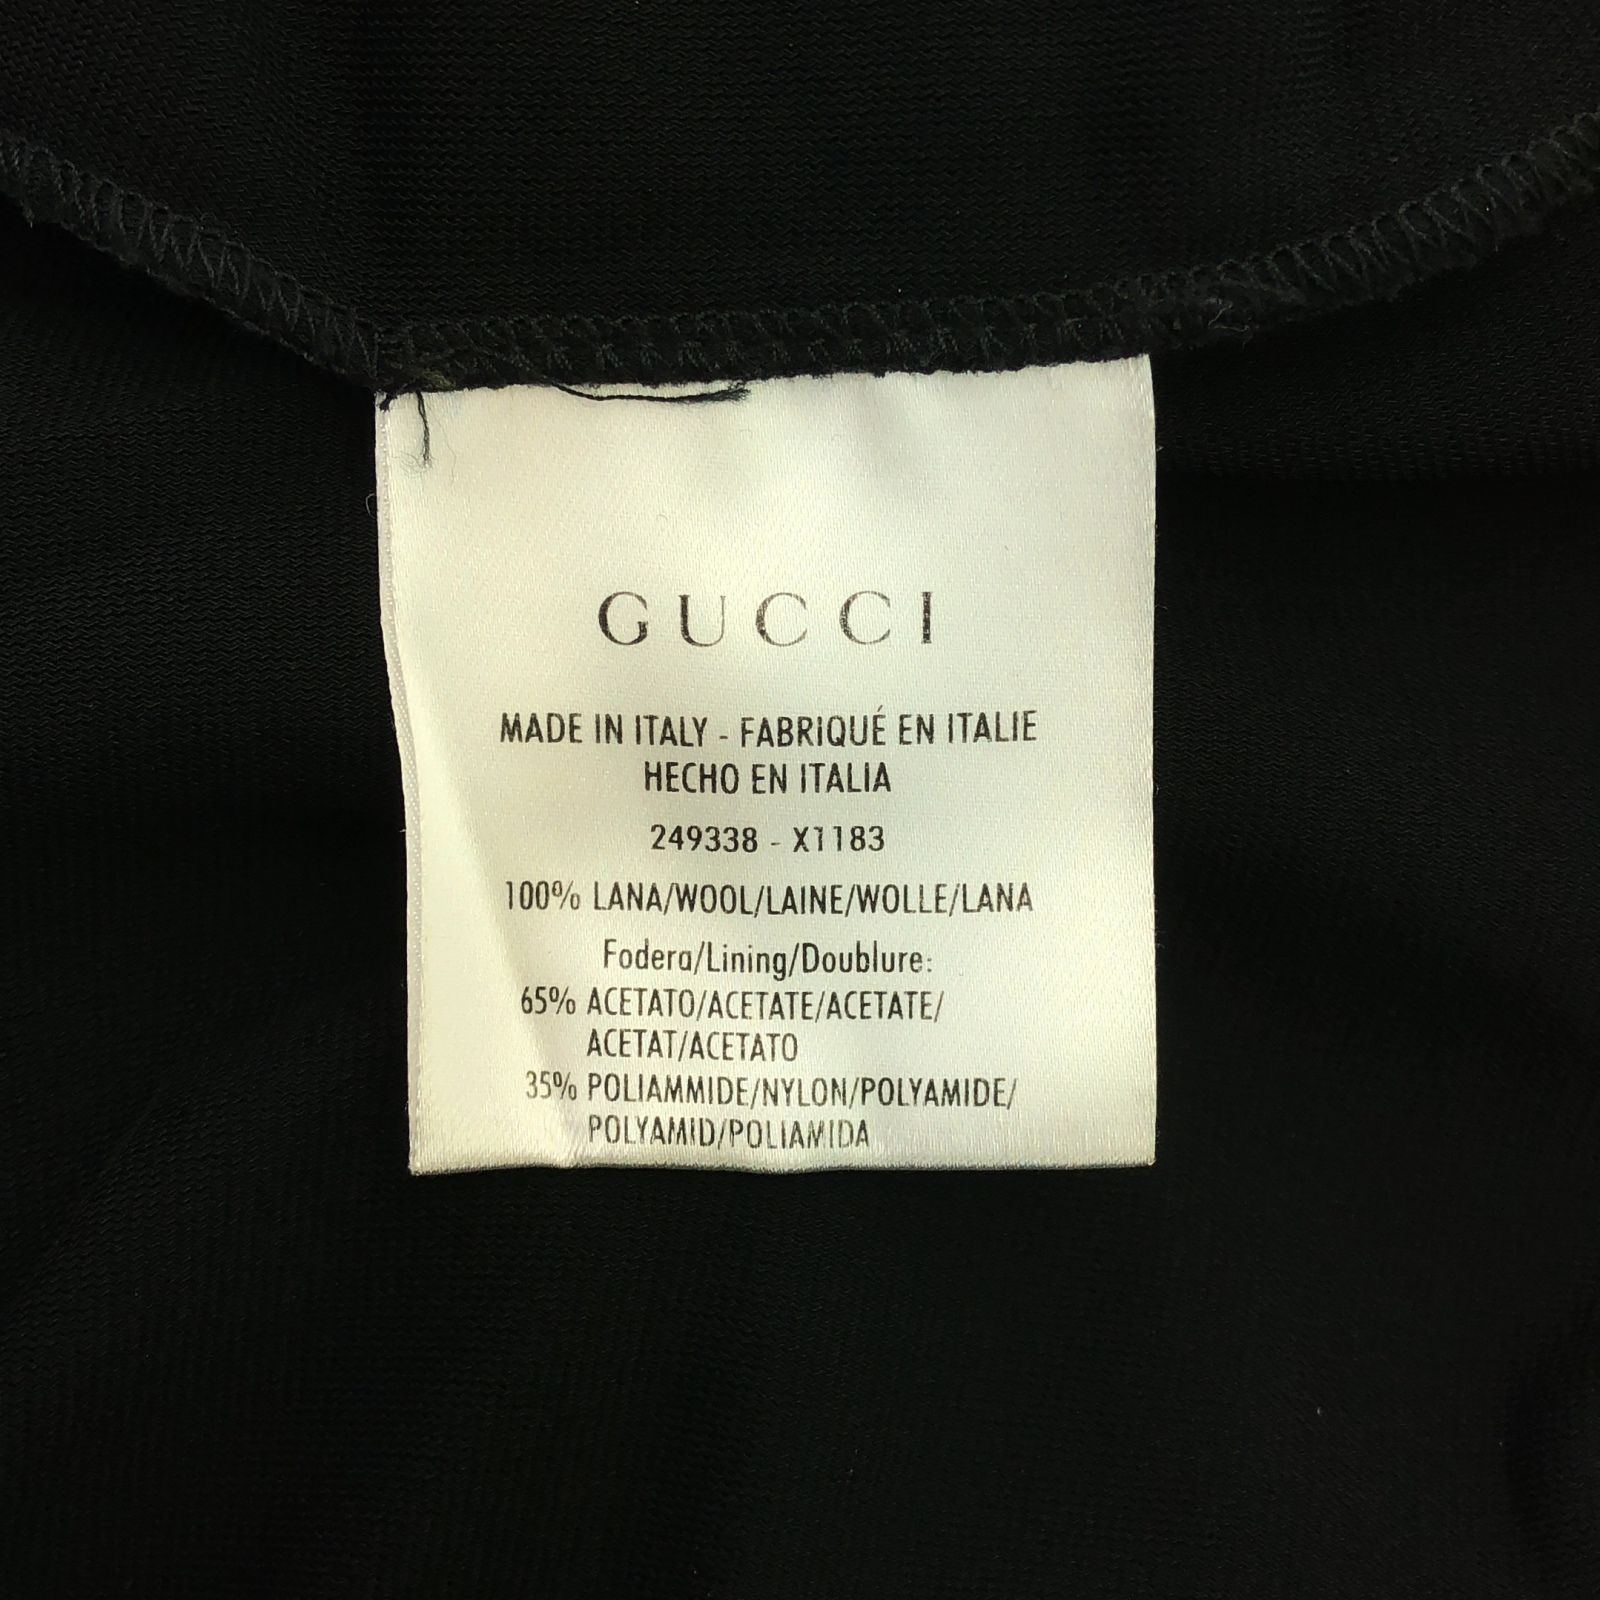 GUCCI
MADE IN ITALY - FABRIQUÉ EN ITALIE
HECHO EN ITALIA
249338 - X1183
100% LANA/WOOL/LAINE/WOLLE/LANA
Fodera/Lining/Doublure:
65% ACETATO/ACETATE/ACETATE/
ACETAT/ACETATO
35% POLIAMMIDE/NYLON/POLYAMIDE/
POLYAMID/POLIAMIDA